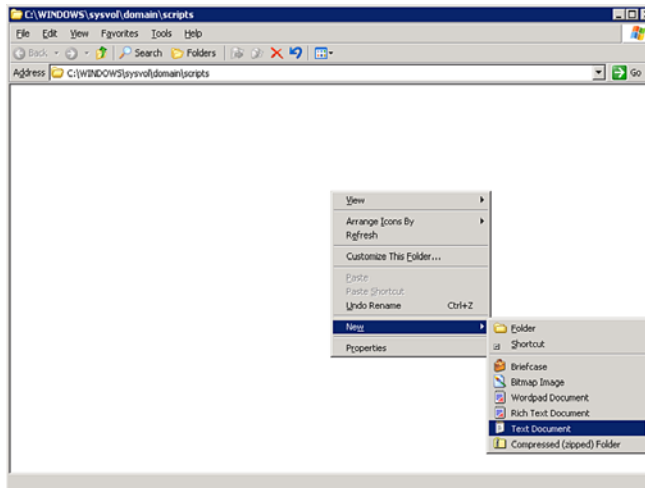 C:\WINDOWS\sysvol\domain\scripts
File Edit View Favorites Tools Help
Back Search Folders
Address C:\WINDOWS\sysvol\domain\scripts Go
View
Arrange Icons By
Refresh
Customize This Folder...
Paste
Paste Shortcut
Undo Rename Ctrl+Z
New
Properties
Folder
Shortcut
Briefcase
Bitmap Image
Wordpad Document
Rich Text Document
Text Document
Compressed (zipped) Folder